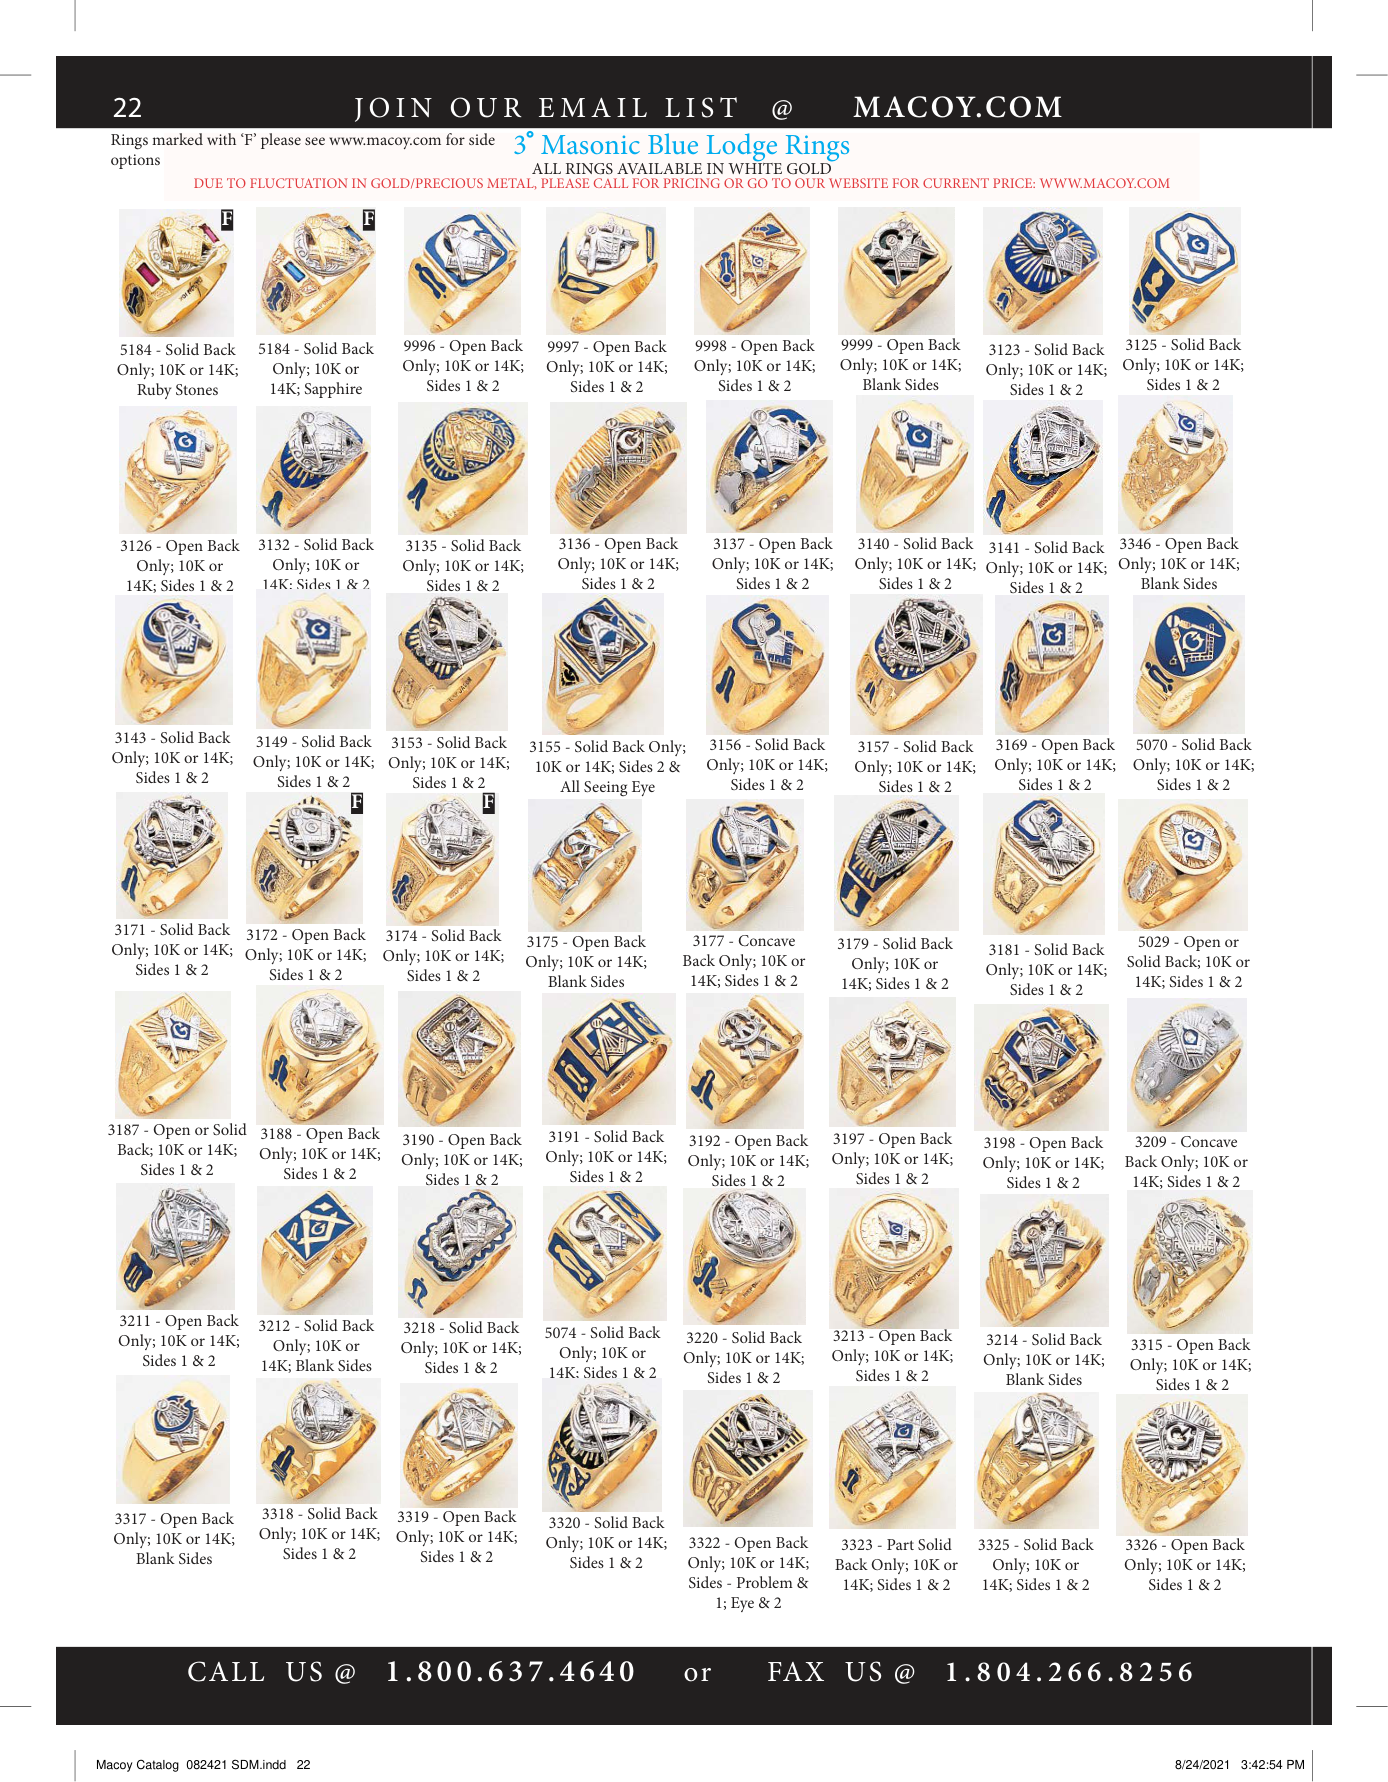 22
JOIN OUR EMAIL LIST @ MACOY.COM
Rings marked with ‘F’ please see www.macoy.com for side
options
3˚ Masonic Blue Lodge Rings
ALL RINGS AVAILABLE IN WHITE GOLD
DUE TO FLUCTUATION IN GOLD/PRECIOUS METAL, PLEASE CALL FOR PRICING OR GO TO OUR WEBSITE FOR CURRENT PRICE: WWW.MACOY.COM
F
F
5184 - Solid Back
Only; 10K or 14K;
Ruby Stones
5184 - Solid Back
Only; 10K or
14K; Sapphire
9996 - Open Back
Only; 10K or 14K;
Sides 1 & 2
9997 - Open Back
Only; 10K or 14K;
Sides 1 & 2
9998 - Open Back
Only; 10K or 14K;
Sides 1 & 2
9999 - Open Back
Only; 10K or 14K;
Blank Sides
3123 - Solid Back
Only; 10K or 14K;
Sides 1 & 2
3125 - Solid Back
Only; 10K or 14K;
Sides 1 & 2
3126 - Open Back
Only; 10K or
14K; Sides 1 & 2
3132 - Solid Back
Only; 10K or
14K; Sides 1 & 2
3135 - Solid Back
Only; 10K or 14K;
Sides 1 & 2
3136 - Open Back
Only; 10K or 14K;
Sides 1 & 2
3137 - Open Back
Only; 10K or 14K;
Sides 1 & 2
3140 - Solid Back
Only; 10K or 14K;
Sides 1 & 2
3141 - Solid Back
Only; 10K or 14K;
Sides 1 & 2
3346 - Open Back
Only; 10K or 14K;
Blank Sides
3143 - Solid Back
Only; 10K or 14K;
Sides 1 & 2
3149 - Solid Back
Only; 10K or 14K;
Sides 1 & 2
3153 - Solid Back
Only; 10K or 14K;
Sides 1 & 2
3155 - Solid Back Only;
10K or 14K; Sides 2 &
All Seeing Eye
3156 - Solid Back
Only; 10K or 14K;
Sides 1 & 2
3157 - Solid Back
Only; 10K or 14K;
Sides 1 & 2
3169 - Open Back
Only; 10K or 14K;
Sides 1 & 2
5070 - Solid Back
Only; 10K or 14K;
Sides 1 & 2
F
F
3171 - Solid Back
Only; 10K or 14K;
Sides 1 & 2
3172 - Open Back
Only; 10K or 14K;
Sides 1 & 2
3174 - Solid Back
Only; 10K or 14K;
Sides 1 & 2
3175 - Open Back
Only; 10K or 14K;
Blank Sides
3177 - Concave
Back Only; 10K or
14K; Sides 1 & 2
3179 - Solid Back
Only; 10K or
14K; Sides 1 & 2
3181 - Solid Back
Only; 10K or 14K;
Sides 1 & 2
5029 - Open or
Solid Back; 10K or
14K; Sides 1 & 2
3187 - Open or Solid
Back; 10K or 14K;
Sides 1 & 2
3188 - Open Back
Only; 10K or 14K;
Sides 1 & 2
3190 - Open Back
Only; 10K or 14K;
Sides 1 & 2
3191 - Solid Back
Only; 10K or 14K;
Sides 1 & 2
3192 - Open Back
Only; 10K or 14K;
Sides 1 & 2
3197 - Open Back
Only; 10K or 14K;
Sides 1 & 2
3198 - Open Back
Only; 10K or 14K;
Sides 1 & 2
3209 - Concave
Back Only; 10K or
14K; Sides 1 & 2
3211 - Open Back
Only; 10K or 14K;
Sides 1 & 2
3212 - Solid Back
Only; 10K or
14K; Blank Sides
3218 - Solid Back
Only; 10K or 14K;
Sides 1 & 2
5074 - Solid Back
Only; 10K or
14K; Sides 1 & 2
3220 - Solid Back
Only; 10K or 14K;
Sides 1 & 2
3213 - Open Back
Only; 10K or 14K;
Sides 1 & 2
3214 - Solid Back
Only; 10K or 14K;
Blank Sides
3315 - Open Back
Only; 10K or 14K;
Sides 1 & 2
3317 - Open Back
Only; 10K or 14K;
Blank Sides
3318 - Solid Back
Only; 10K or 14K;
Sides 1 & 2
3319 - Open Back
Only; 10K or 14K;
Sides 1 & 2
3320 - Solid Back
Only; 10K or 14K;
Sides 1 & 2
3322 - Open Back
Only; 10K or 14K;
Sides - Problem &
1; Eye & 2
3323 - Part Solid
Back Only; 10K or
14K; Sides 1 & 2
3325 - Solid Back
Only; 10K or
14K; Sides 1 & 2
3326 - Open Back
Only; 10K or 14K;
Sides 1 & 2
CALL US @ 1.800.637.4640 or FAX US @ 1.804.266.8256
Macoy Catalog 082421 SDM.indd 22
8/24/2021 3:42:54 PM